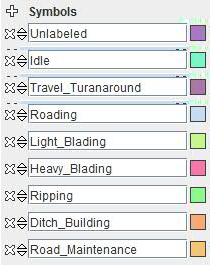 Symbols
Unlabeled
Idle
Travel_Turanaround
Roading
Light_Blading
Heavy_Blading
Ripping
Ditch_Building
Road_Maintenance